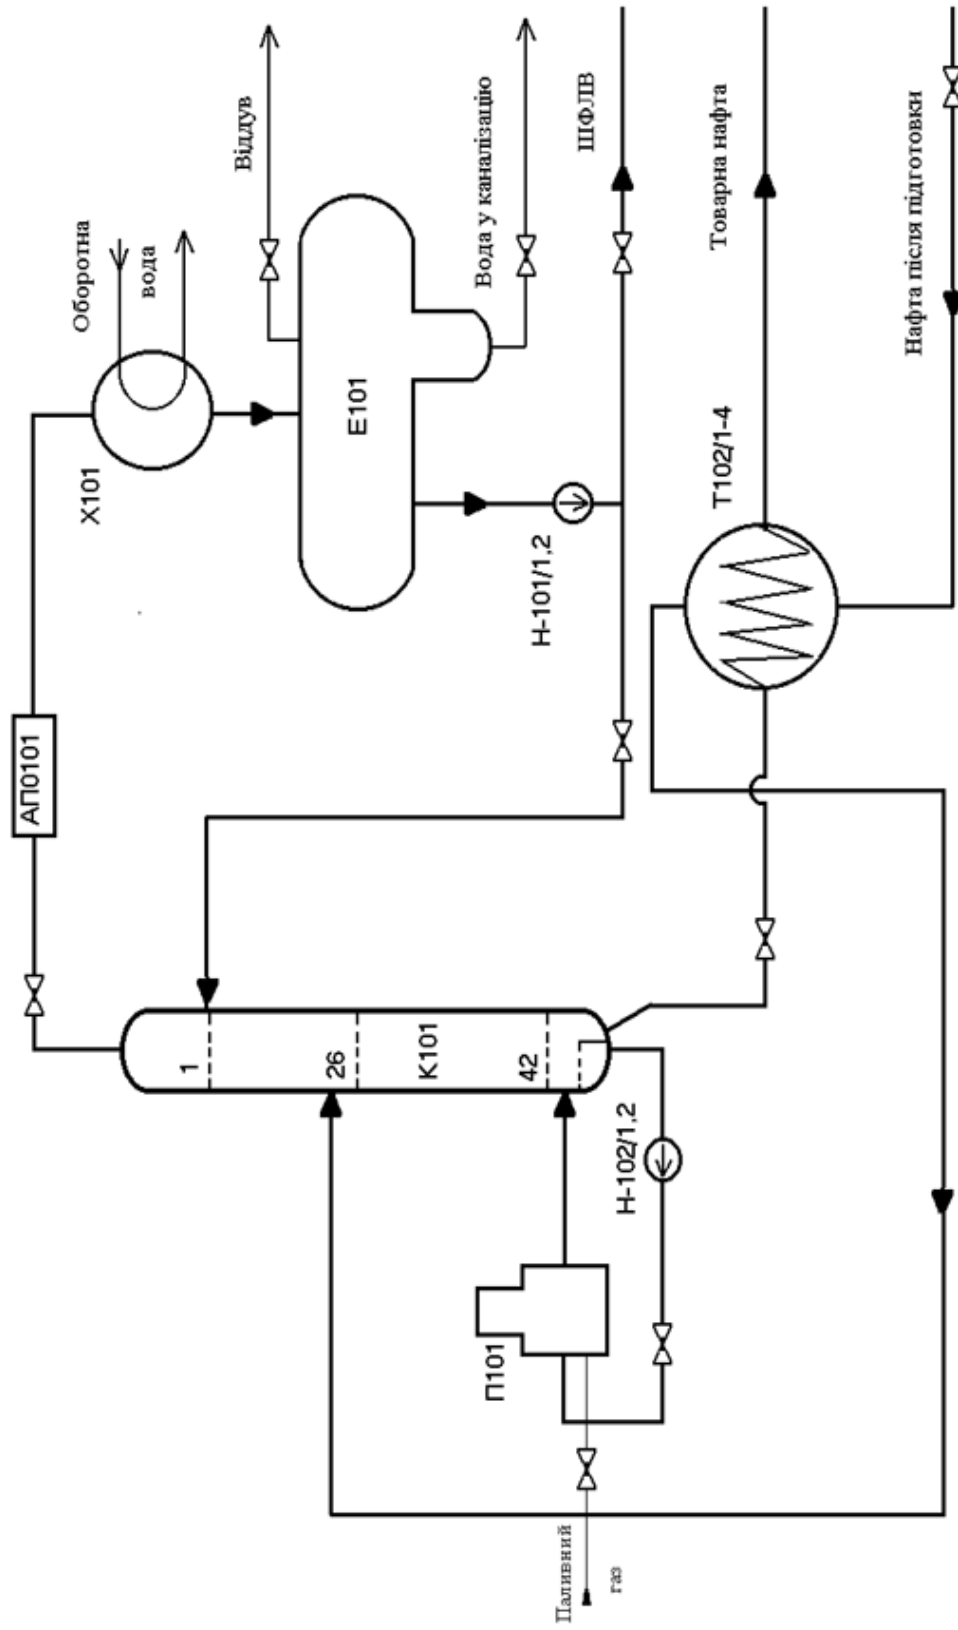 АП0101
Х101
Оборотна
вода
Віддув
Е101
Вода у каналізацію
Н-101/1,2
ШФЛВ
Т102/1-4
Товарна нафта
Нафта після підготовки
1
26
К101
42
Н-102/1,2
П101
Паливний
газ